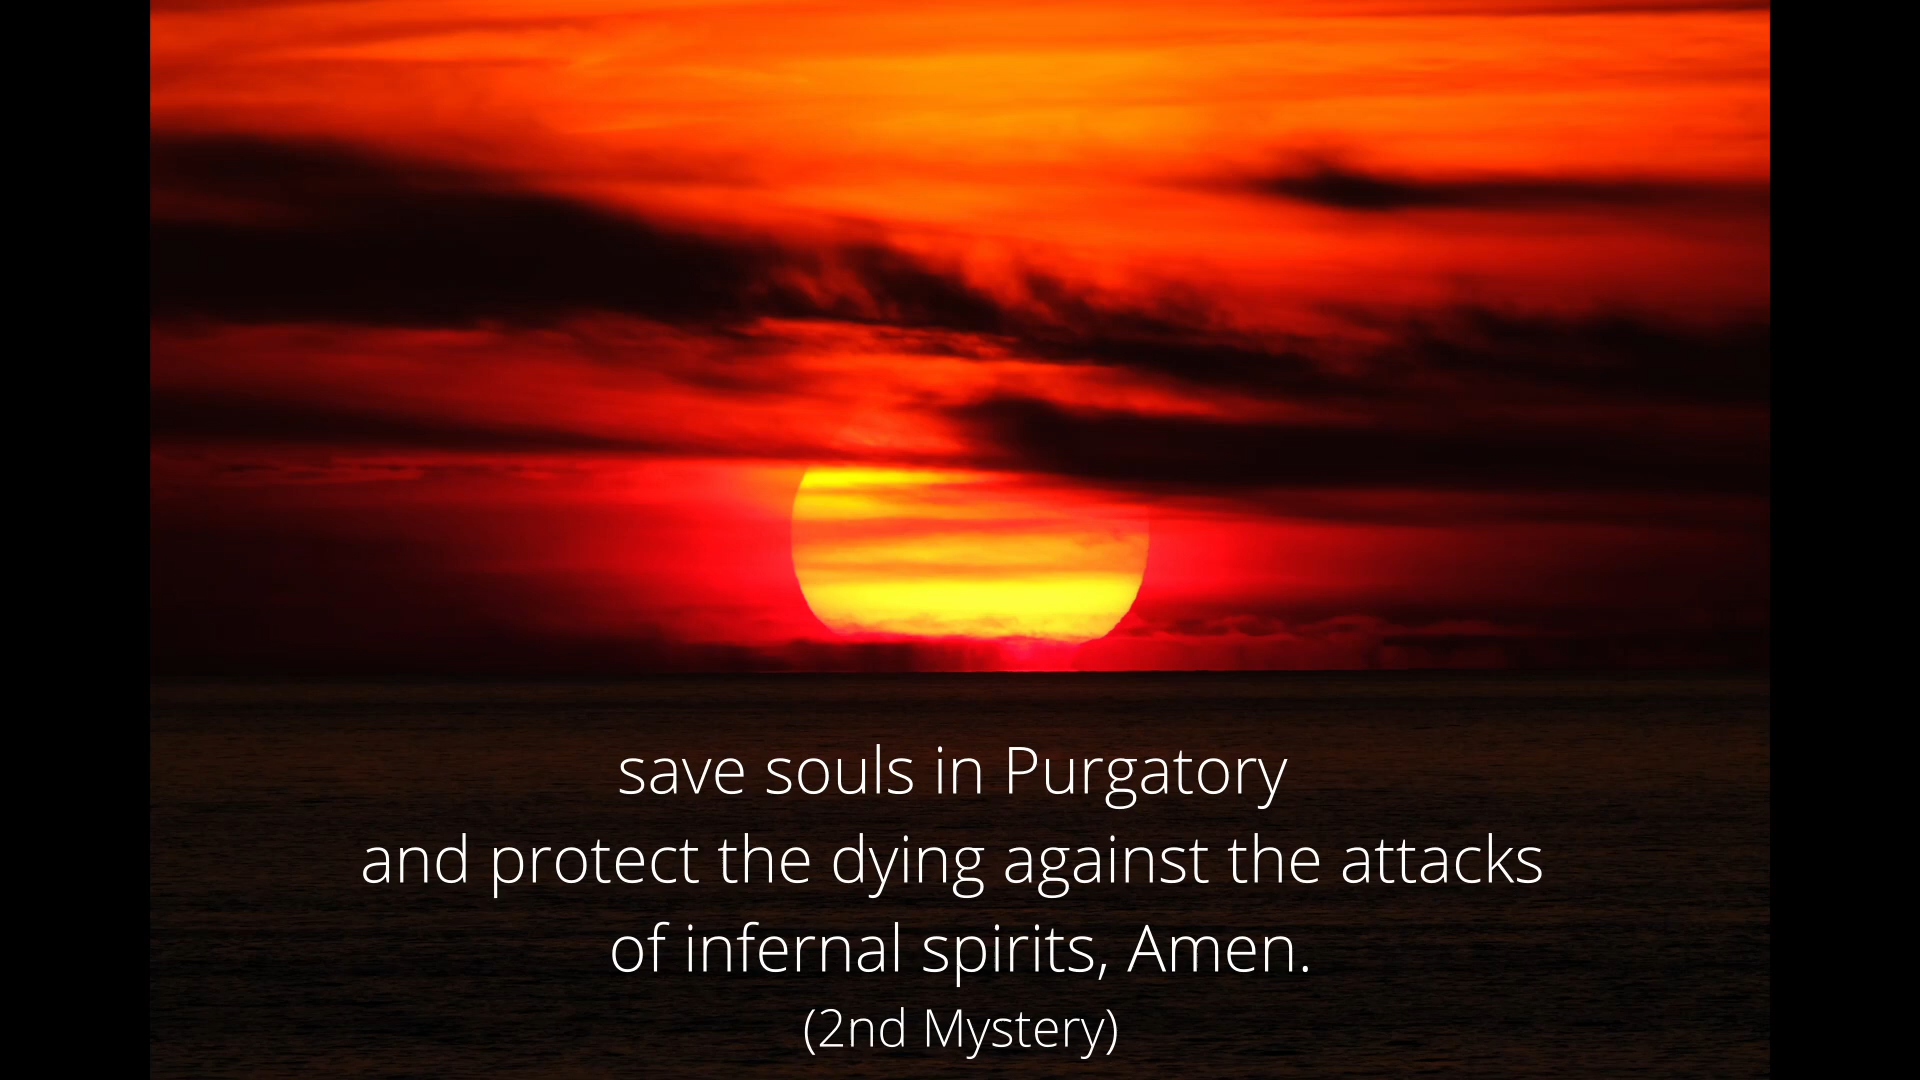 save souls in Purgatory
and protect the dying against the attacks
of infernal spirits, Amen.
(2nd Mystery)